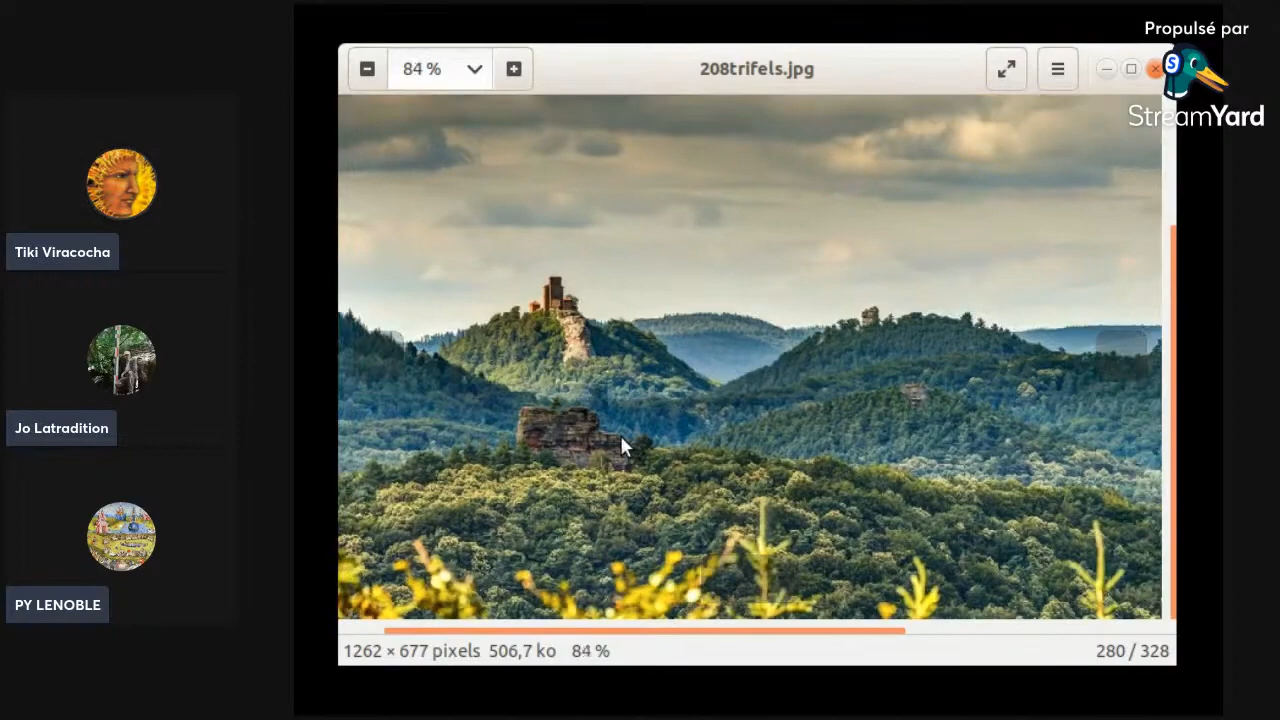 Propulsé par
StreamYard
84 %
208trifels.jpg
Tiki Viracocha
Jo Latradition
PY LENOBLE
1262 × 677 pixels 506,7 ko 84 %
280 / 328